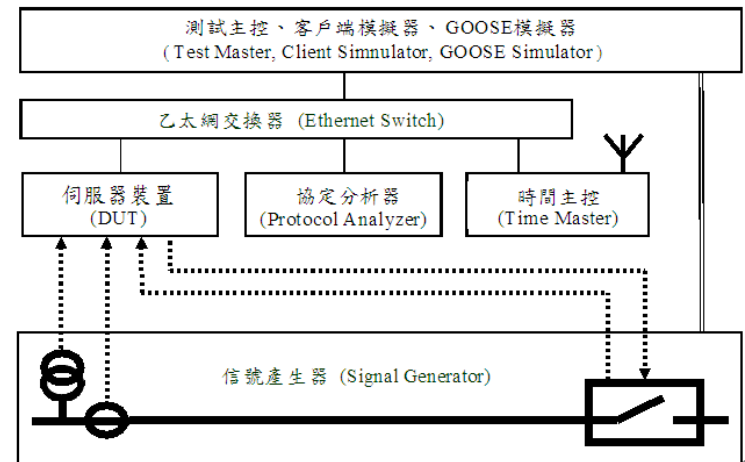 測試主控、客戶端模擬器、GOOSE模擬器
(Test Master, Client Simnulator, GOOSE Simulator)
乙太網交換器 (Ethernet Switch)
伺服器裝置
(DUT)
協定分析器
(Protocol Analyzer)
時間主控
(Time Master)
信號產生器 (Signal Generator)